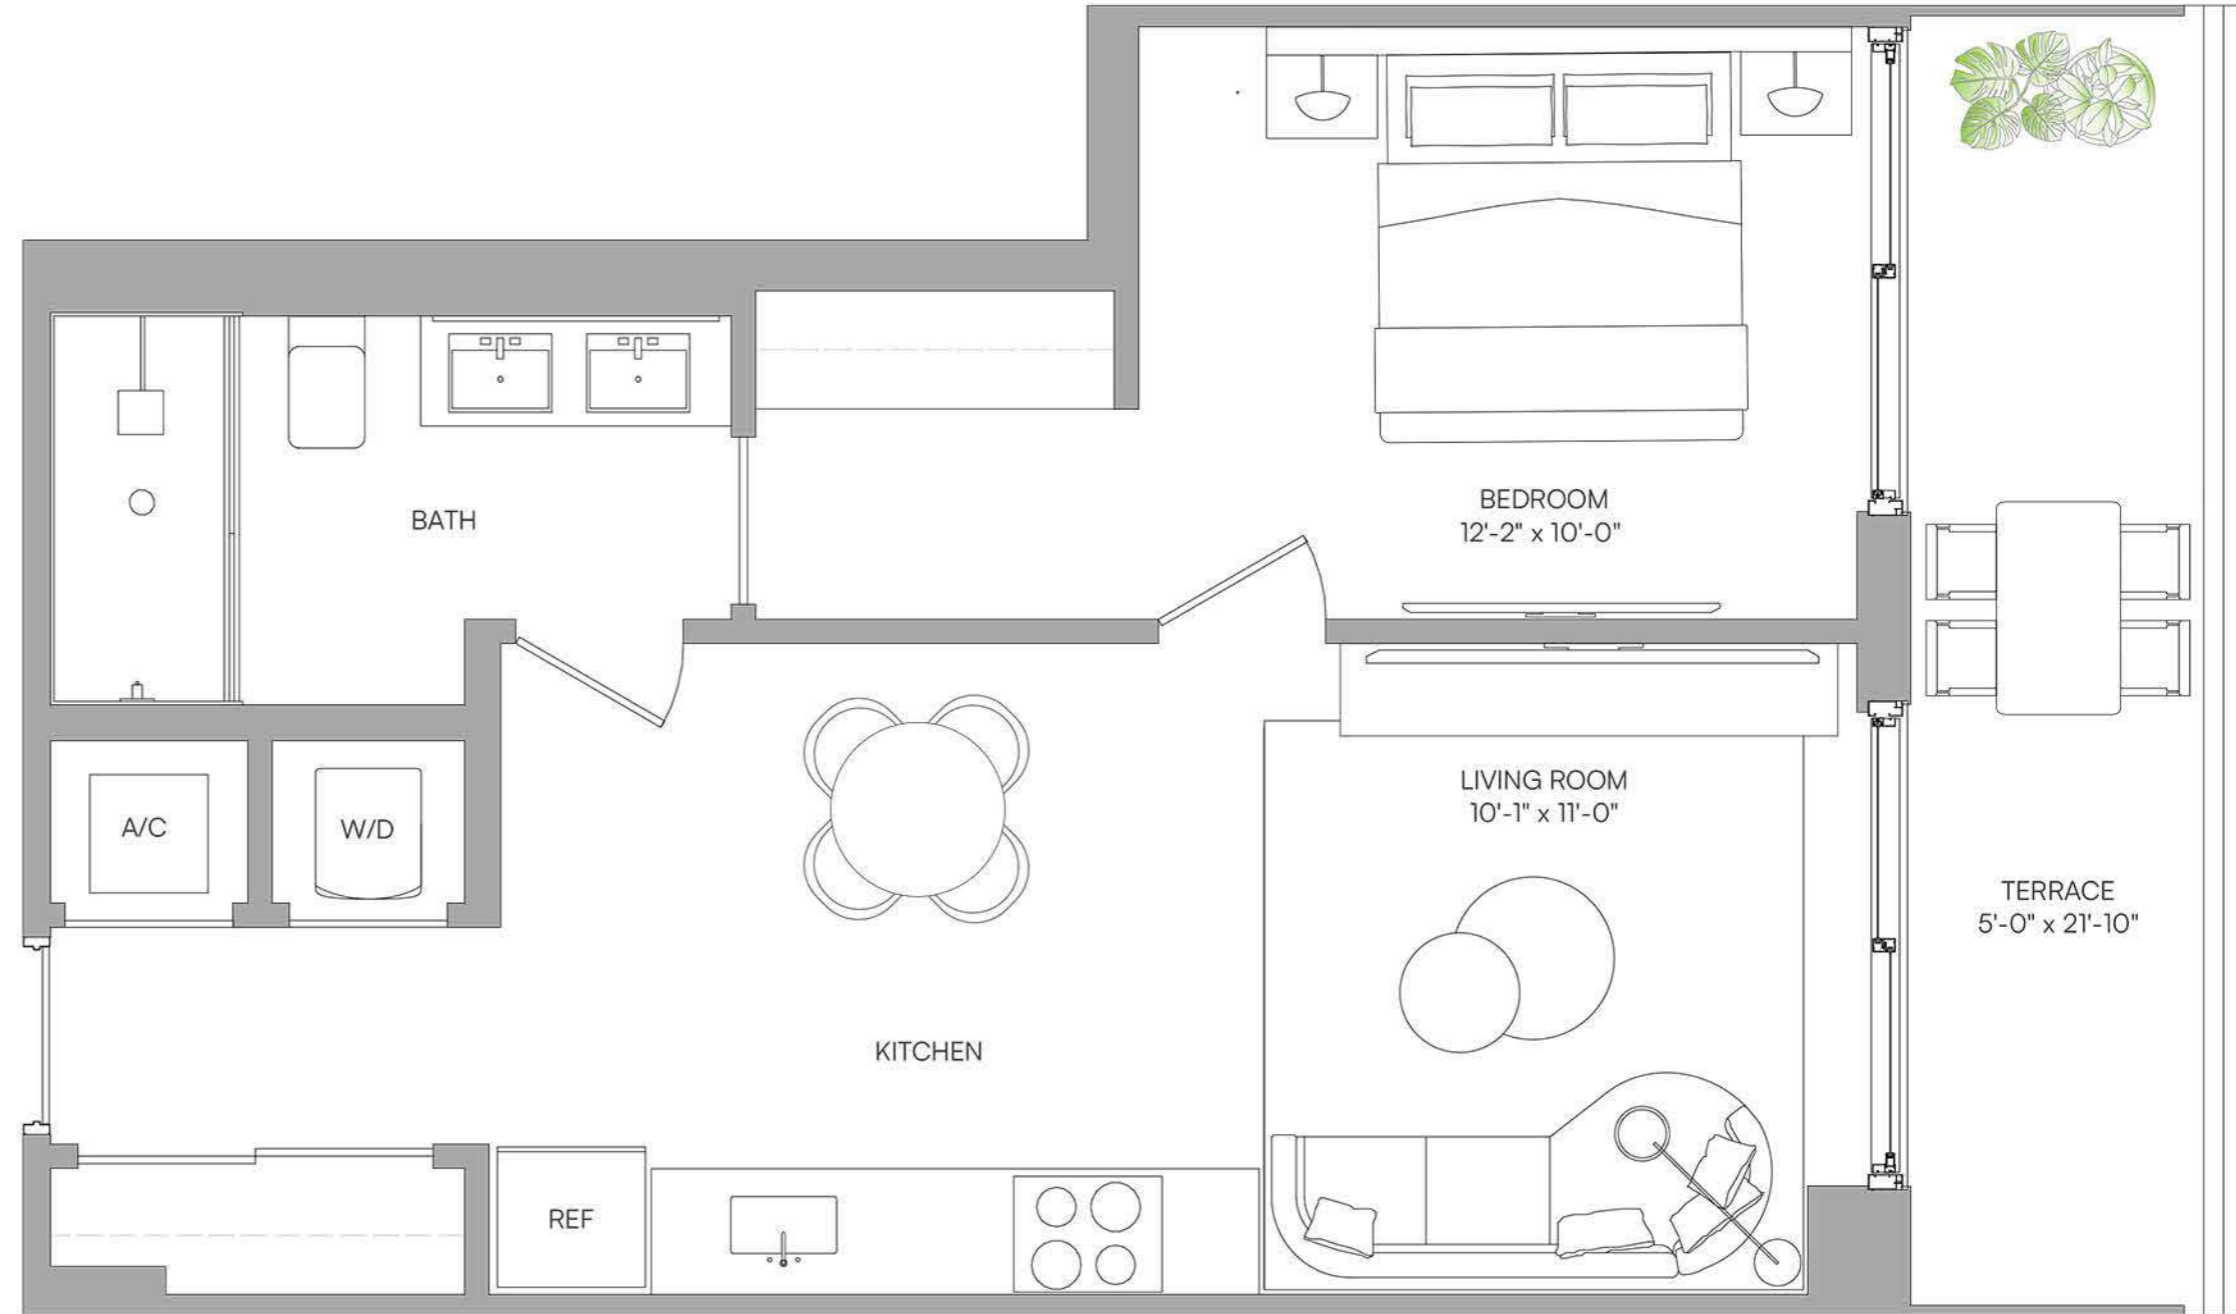 BEDROOM
12'-2" x 10'-0"
BATH
LIVING ROOM
10'-1" x 11'-0"
A/C
W/D
TERRACE
5'-0" x 21'-10"
KITCHEN
REF